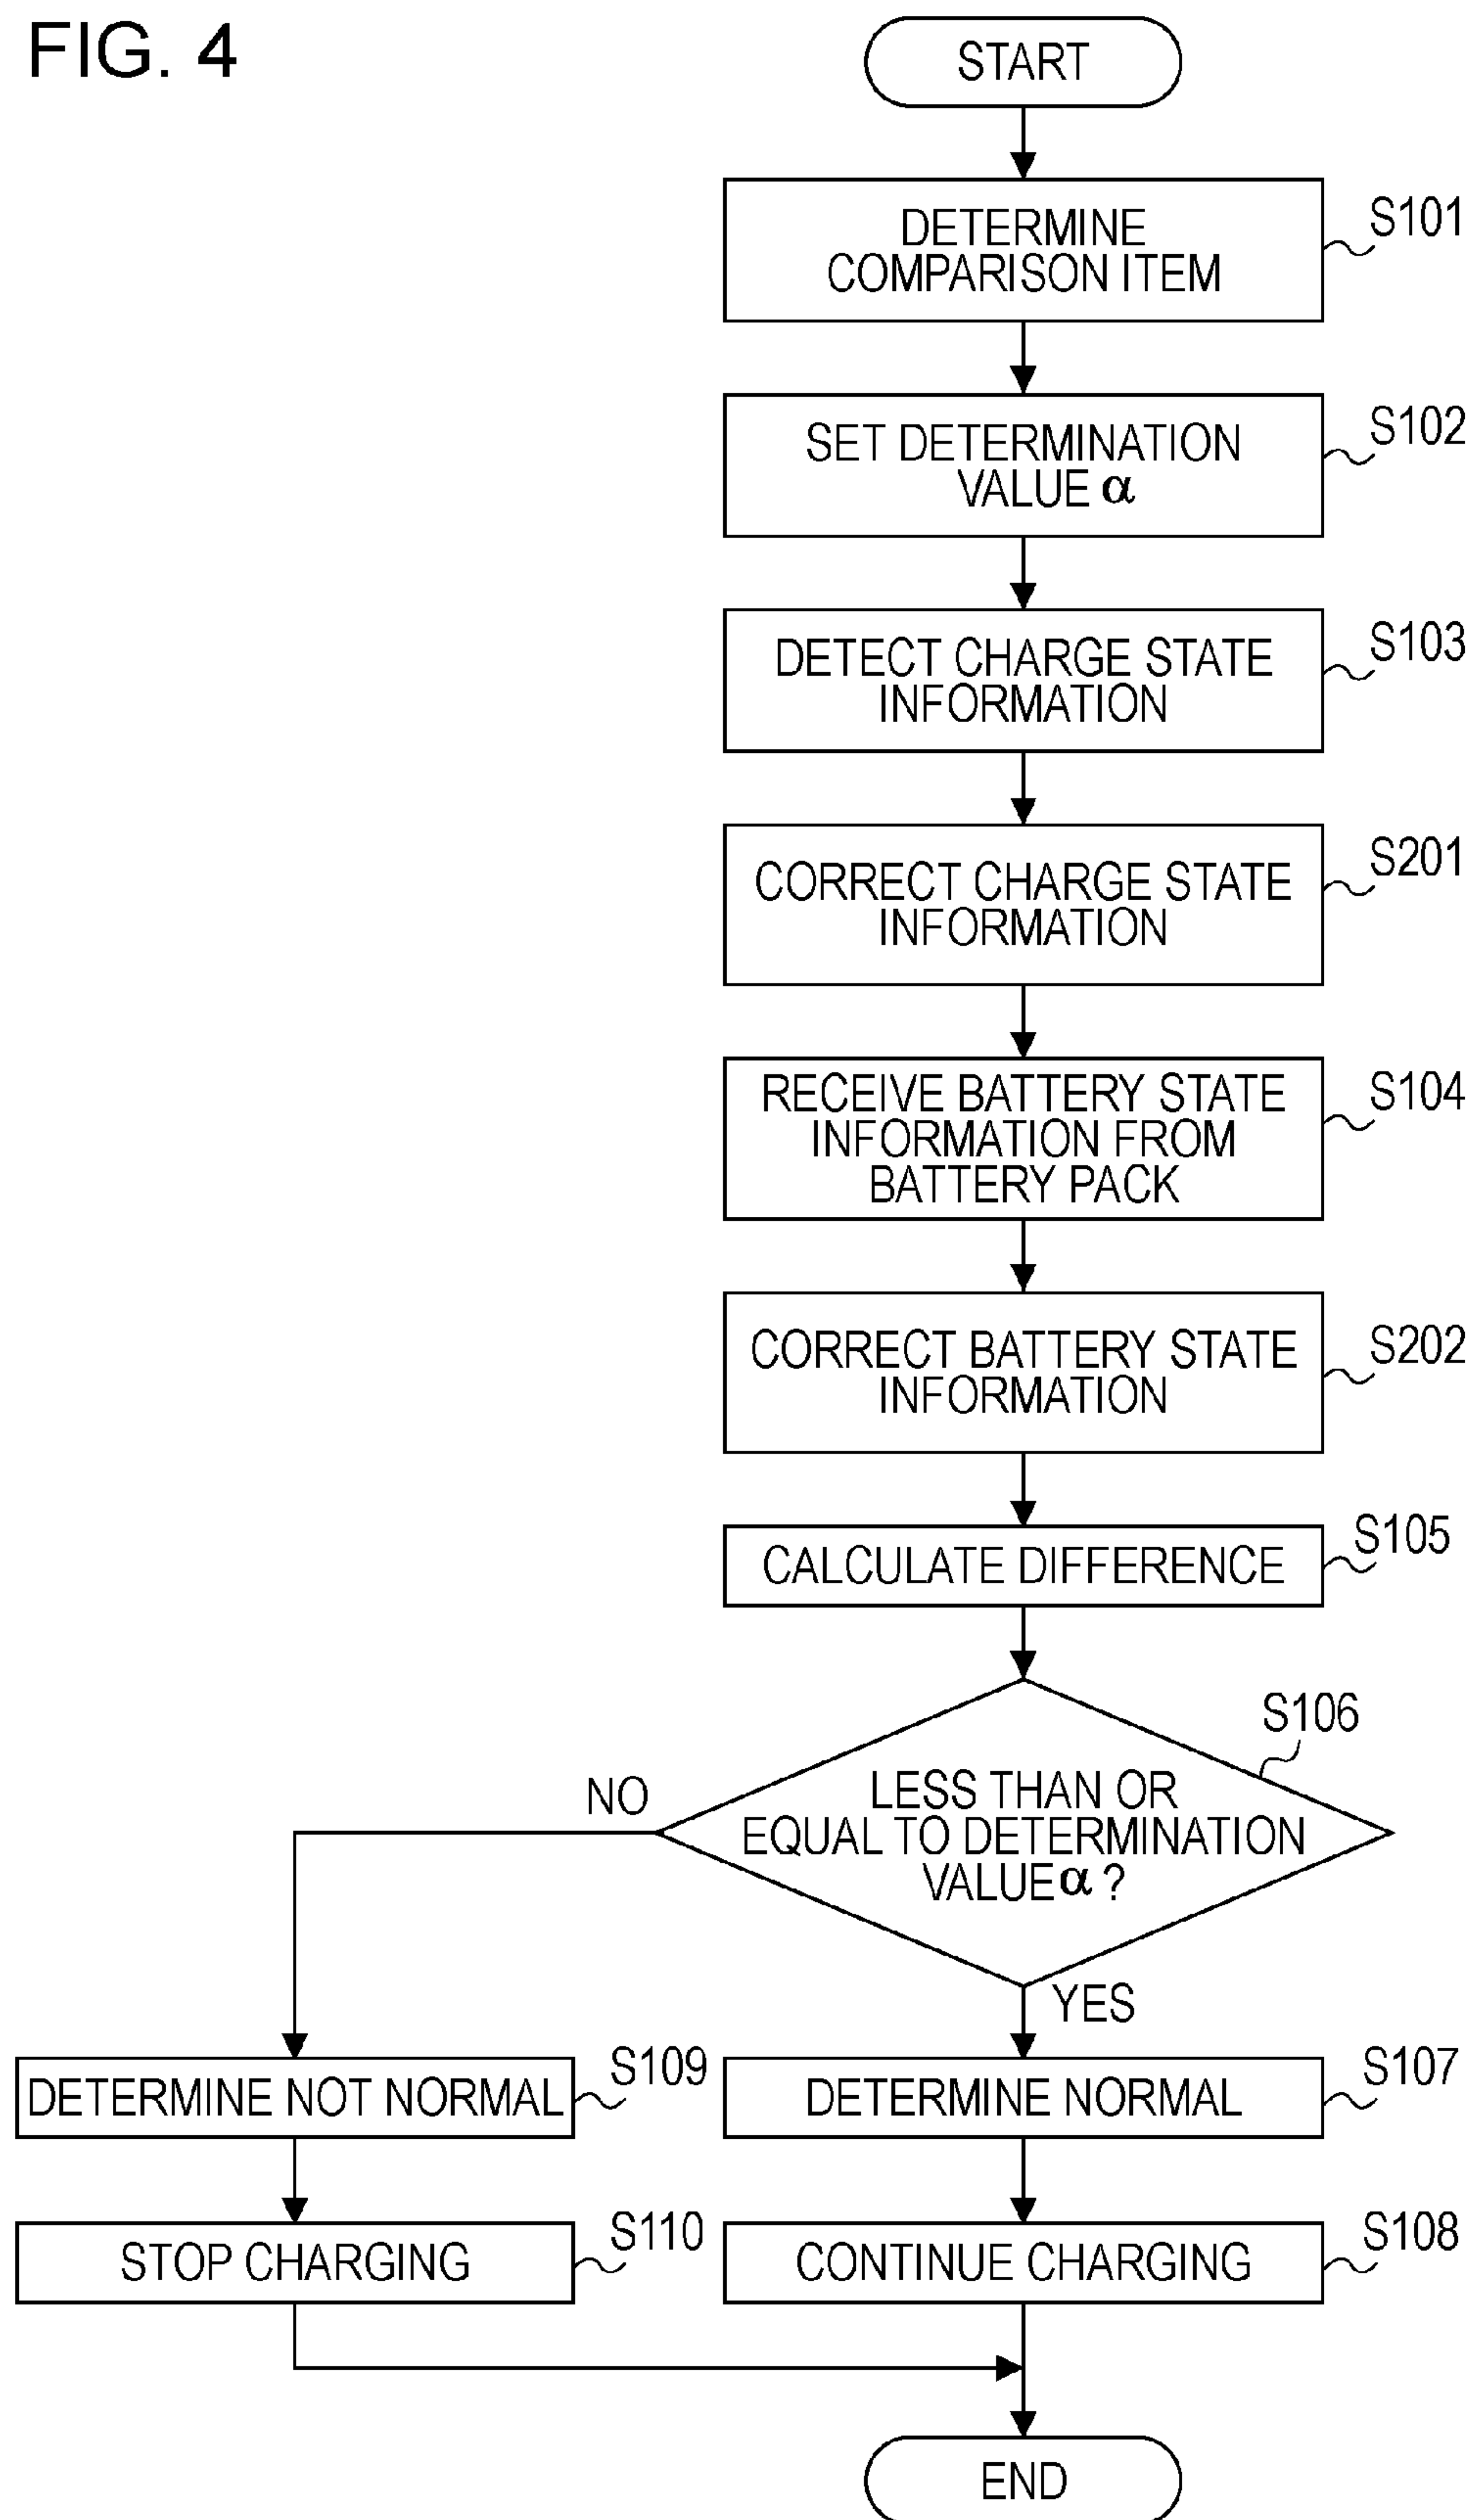 FIG. 4
START
DETERMINE
COMPARISON ITEM
S101
SET DETERMINATION
VALUE α
S102
DETECT CHARGE STATE
INFORMATION
S103
CORRECT CHARGE STATE
INFORMATION
S201
RECEIVE BATTERY STATE
INFORMATION FROM
BATTERY PACK
S104
CORRECT BATTERY STATE
INFORMATION
S202
CALCULATE DIFFERENCE
S105
S106
LESS THAN OR
EQUAL TO DETERMINATION
VALUE α ?
NO
YES
DETERMINE NOT NORMAL
S109
DETERMINE NORMAL
S107
STOP CHARGING
S110
CONTINUE CHARGING
S108
END